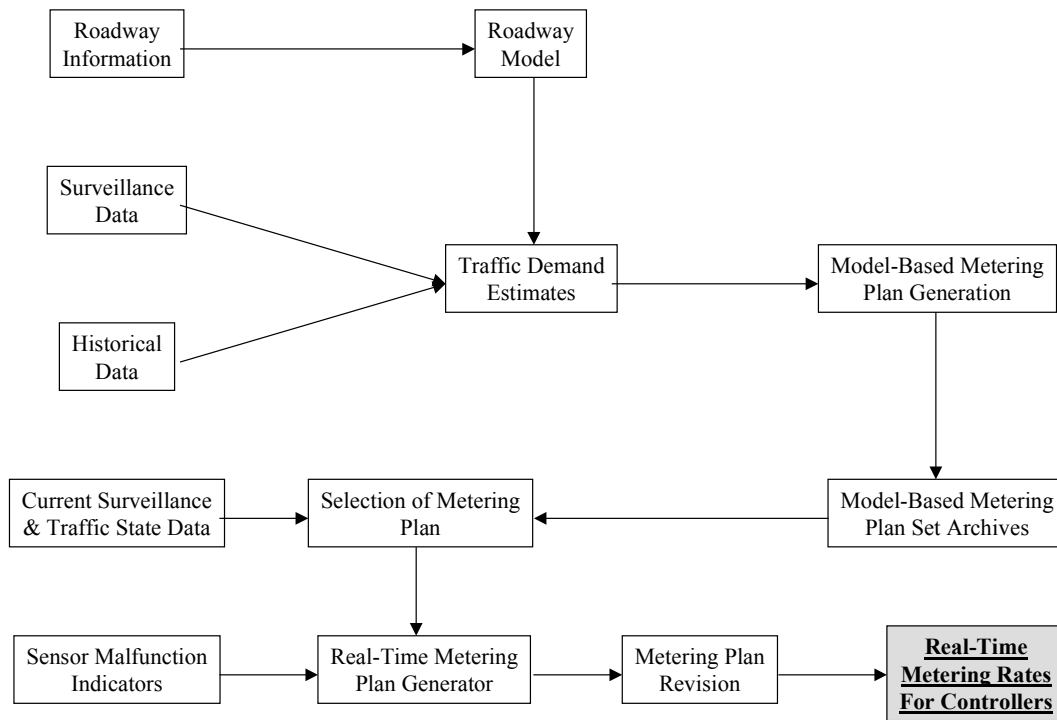 Roadway
Information
Roadway
Model
Surveillance
Data
Traffic Demand
Estimates
Model-Based Metering
Plan Generation
Historical
Data
Current Surveillance
& Traffic State Data
Selection of Metering
Plan
Model-Based Metering
Plan Set Archives
Sensor Malfunction
Indicators
Real-Time Metering
Plan Generator
Metering Plan
Revision
Real-Time
Metering Rates
For Controllers